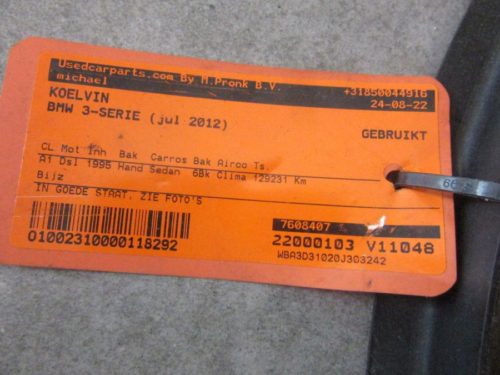 Usedcarparts.com By M.Pronk B.V.
michael
+31850044916
24-08-22
KOELVIN
BMW 3-SERIE (jul 2012)
GEBRUIKT
CL Mot Inh Bak Carros Bak Airco Ts.
A1 Dsl 1995 Hand Sedan 6Bk Clima 129231 Km
Bijz
IN GOEDE STAAT. ZIE FOTO'S
7608407
01002310000118292
22000103 V11048
WBA3D31020J303242